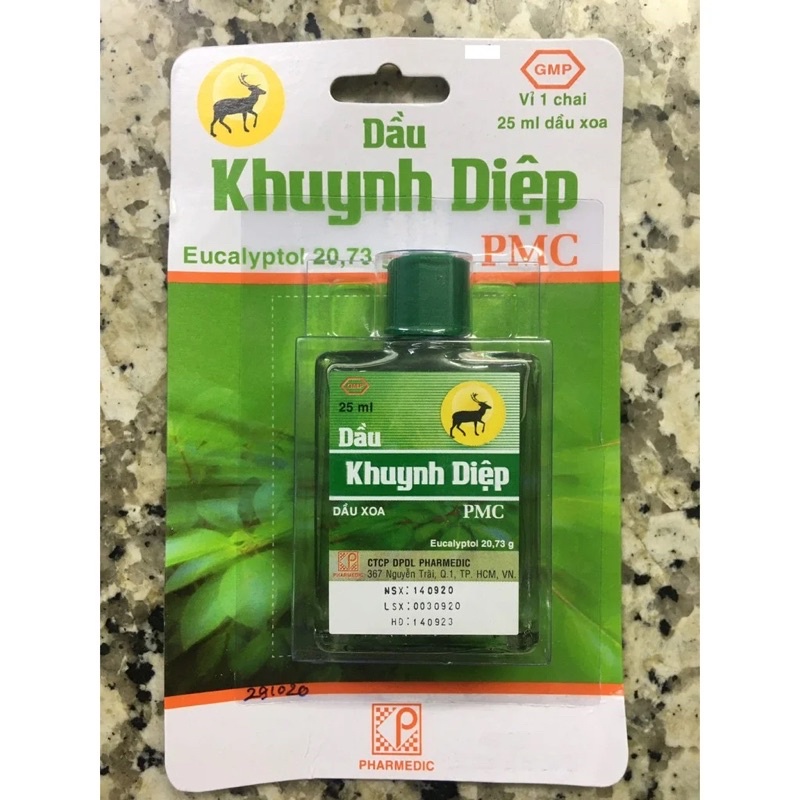 GMP
Vỉ 1 chai
25 ml dầu xoa
Dầu
Khuynh Diệp
Eucalyptol 20,73 g
PMC
GMP
25 ml
Dầu
Khuynh Diệp
DẦU XOA
PMC
Eucalyptol 20,73 g
CTCP DPDL PHARMEDIC
367 Nguyễn Trãi, Q.1, TP. HCM, VN.
PHARMEDIC
NSX:140920
LSX:0030920
HD:140923
291020
PHARMEDIC